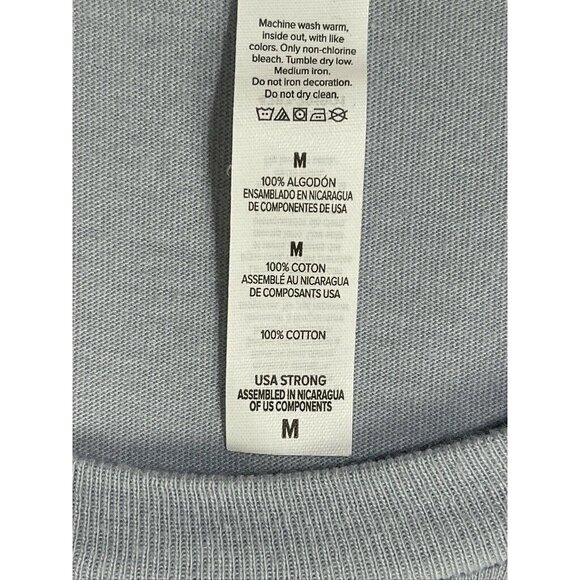 Machine wash warm,
inside out, with like
colors. Only non-chlorine
bleach. Tumble dry low.
Medium iron.
Do not iron decoration.
Do not dry clean.
M
100% ALGODÓN
ENSAMBLADO EN NICARAGUA
DE COMPONENTES DE USA
M
100% COTON
ASSEMBLÉ AU NICARAGUA
DE COMPOSANTS USA
100% COTTON
USA STRONG
ASSEMBLED IN NICARAGUA
OF US COMPONENTS
M